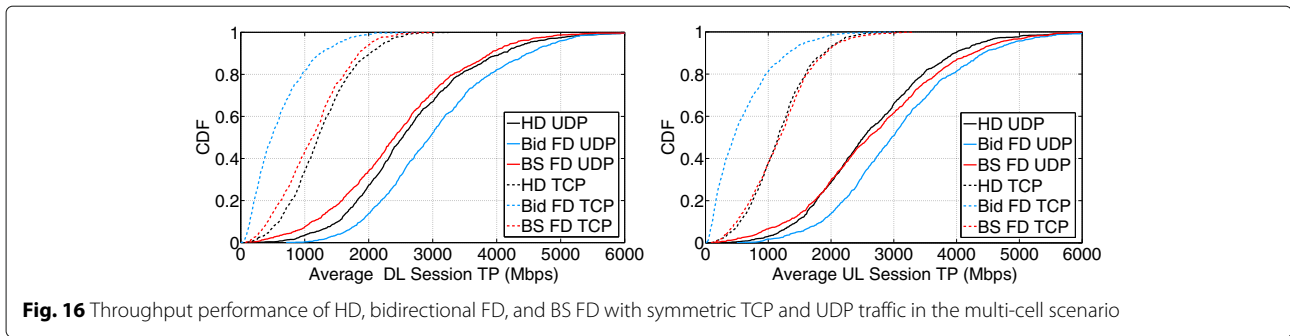 1
0.8
0.6
0.4
0.2
0
CDF
0 1000 2000 3000 4000 5000 6000
Average DL Session TP (Mbps)
HD UDP
Bid FD UDP
BS FD UDP
HD TCP
Bid FD TCP
BS FD TCP
1
0.8
0.6
0.4
0.2
0
CDF
0 1000 2000 3000 4000 5000 6000
Average UL Session TP (Mbps)
HD UDP
Bid FD UDP
BS FD UDP
HD TCP
Bid FD TCP
BS FD TCP
Fig. 16 Throughput performance of HD, bidirectional FD, and BS FD with symmetric TCP and UDP traffic in the multi-cell scenario